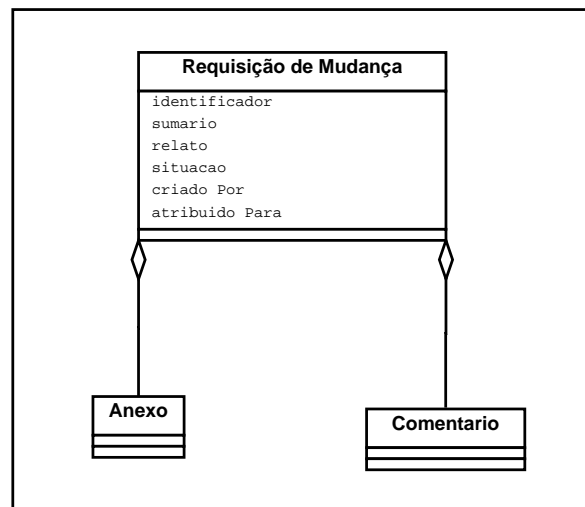 Requisição de Mudança
identificador
sumario
relato
situacao
criado Por
atribuido Para
Anexo
Comentario